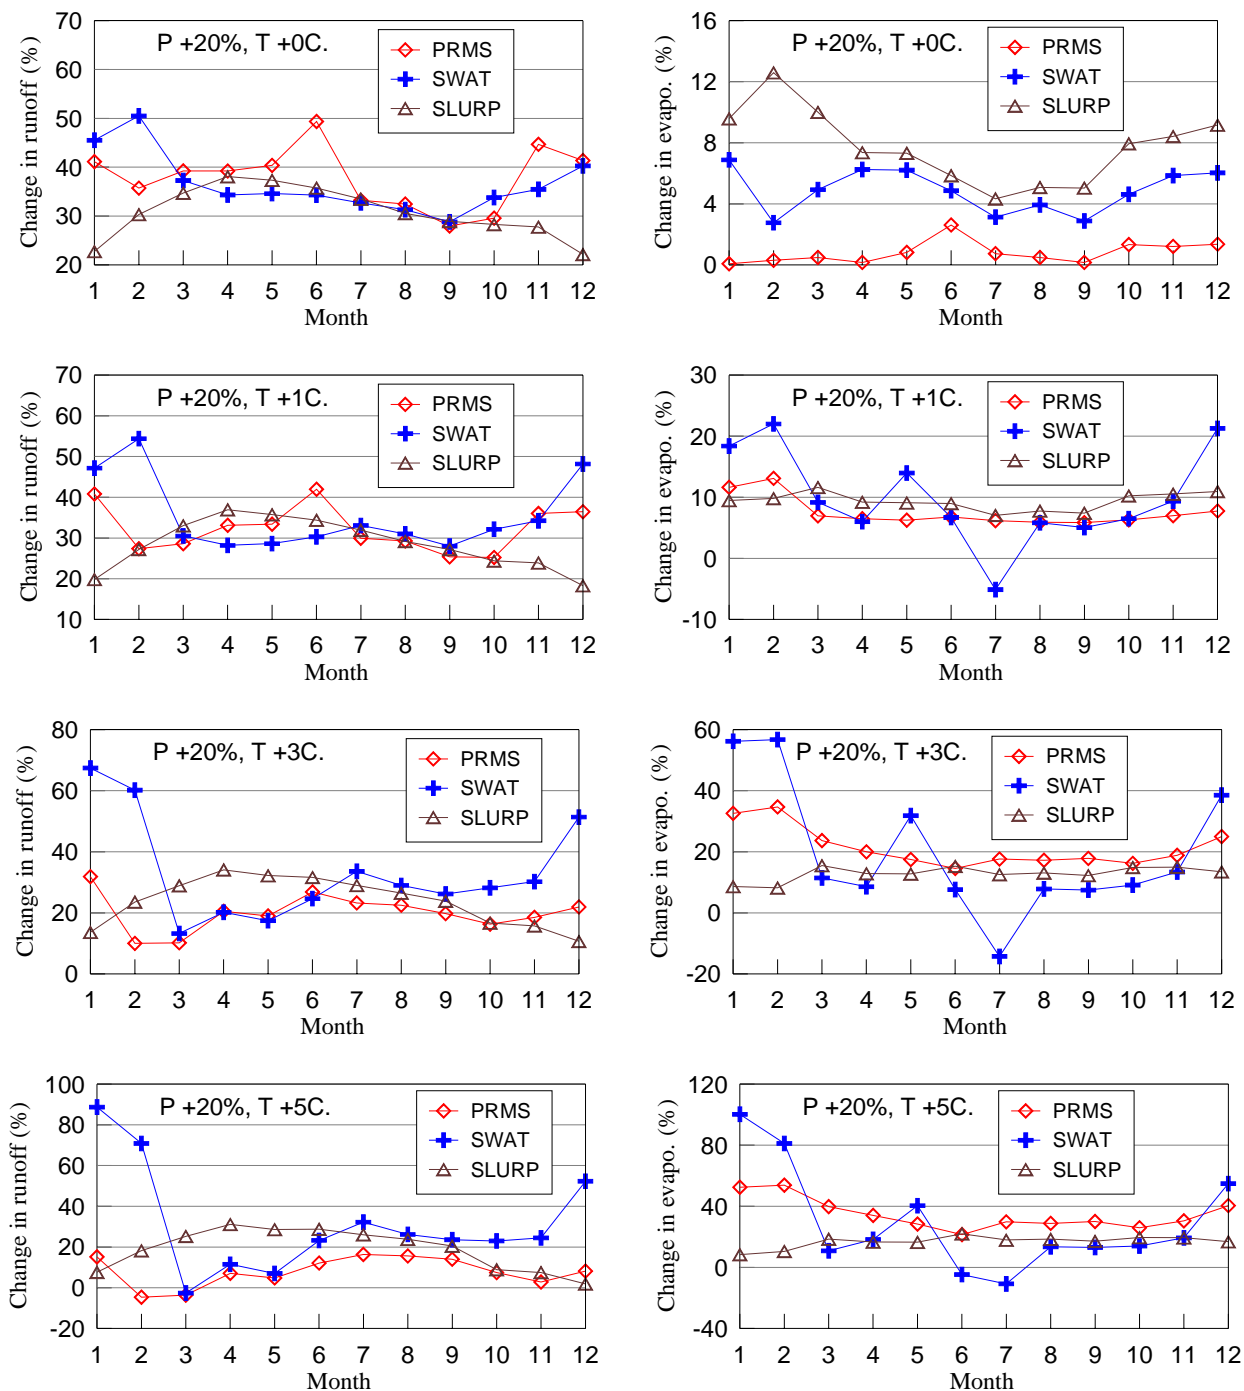 P +20%, T +0C.
PRMS
SWAT
SLURP
Change in runoff (%)
70
60
50
40
30
20
1 2 3 4 5 6 7 8 9 10 11 12
Month
P +20%, T +0C.
PRMS
SWAT
SLURP
Change in evapo. (%)
16
12
8
4
0
1 2 3 4 5 6 7 8 9 10 11 12
Month
P +20%, T +1C.
PRMS
SWAT
SLURP
Change in runoff (%)
70
60
50
40
30
20
10
1 2 3 4 5 6 7 8 9 10 11 12
Month
P +20%, T +1C.
PRMS
SWAT
SLURP
Change in evapo. (%)
30
20
10
0
-10
1 2 3 4 5 6 7 8 9 10 11 12
Month
P +20%, T +3C.
PRMS
SWAT
SLURP
Change in runoff (%)
80
60
40
20
0
1 2 3 4 5 6 7 8 9 10 11 12
Month
P +20%, T +3C.
PRMS
SWAT
SLURP
Change in evapo. (%)
60
40
20
0
-20
1 2 3 4 5 6 7 8 9 10 11 12
Month
P +20%, T +5C.
PRMS
SWAT
SLURP
Change in runoff (%)
100
80
60
40
20
0
-20
1 2 3 4 5 6 7 8 9 10 11 12
Month
P +20%, T +5C.
PRMS
SWAT
SLURP
Change in evapo. (%)
120
80
40
0
-40
1 2 3 4 5 6 7 8 9 10 11 12
Month